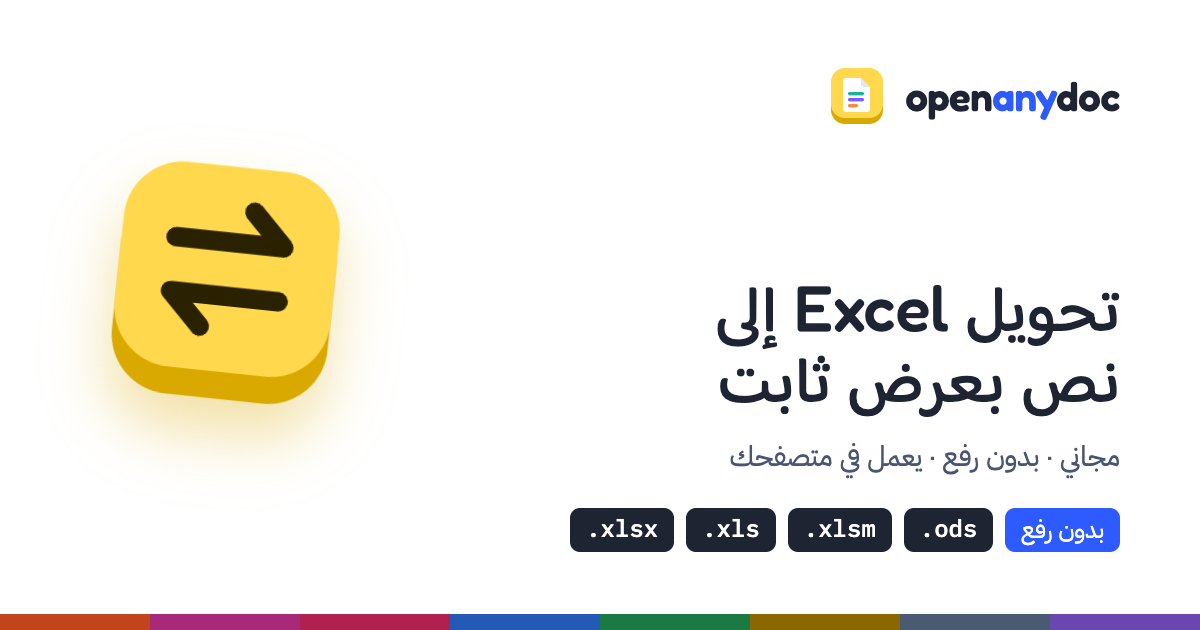 openanydoc
تحويل Excel إلى
نص بعرض ثابت
مجاني · بدون رفع · يعمل في متصفحك
بدون رفع .ods .xlsm .xls .xlsx